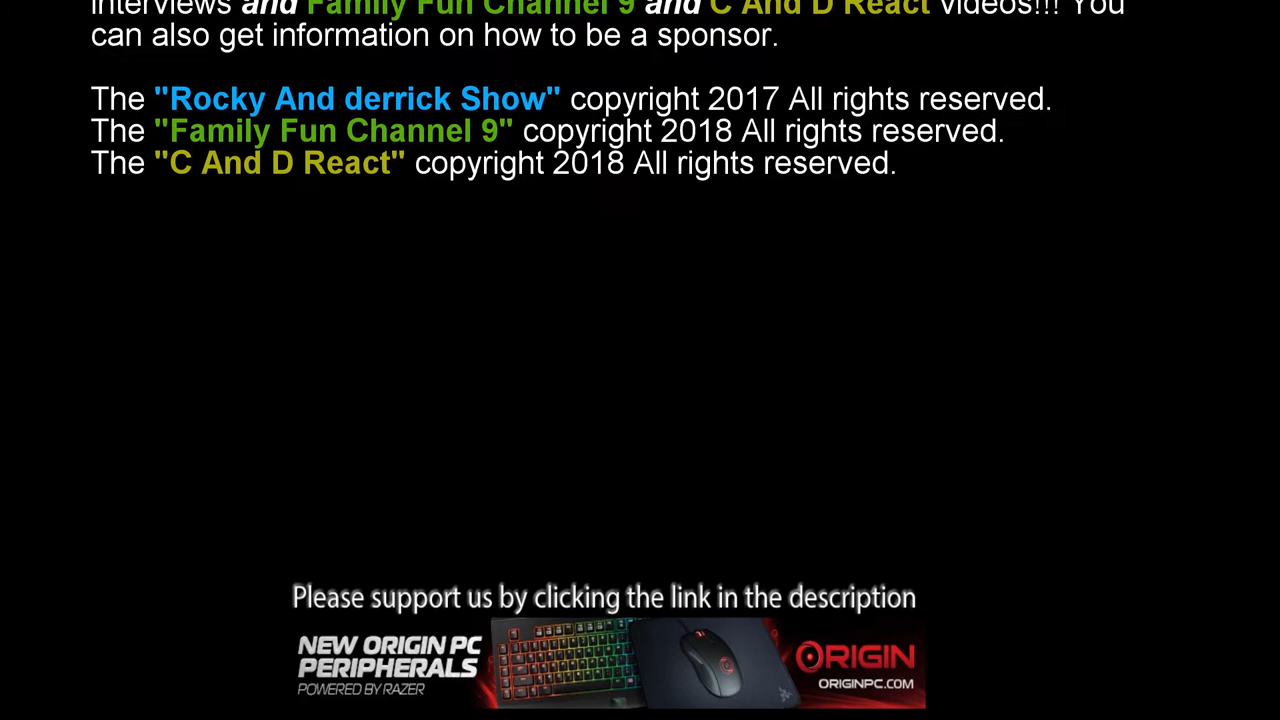 interviews and Family Fun Channel 9 and C And D React videos!!! You
can also get information on how to be a sponsor.
The "Rocky And derrick Show" copyright 2017 All rights reserved.
The "Family Fun Channel 9" copyright 2018 All rights reserved.
The "C And D React" copyright 2018 All rights reserved.
Please support us by clicking the link in the description
NEW ORIGIN PC
PERIPHERALS
POWERED BY RAZER
ORIGIN
ORIGINPC.COM